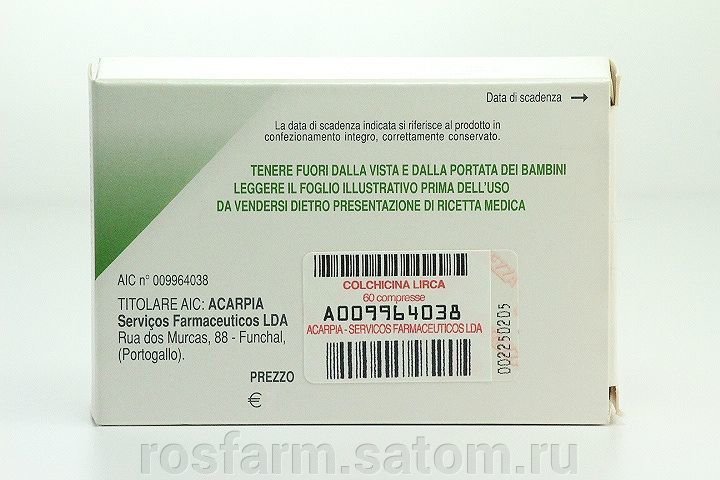 Data di scadenza →
La data di scadenza indicata si riferisce al prodotto in
confezionamento integro, correttamente conservato.
TENERE FUORI DALLA VISTA E DALLA PORTATA DEI BAMBINI
LEGGERE IL FOGLIO ILLUSTRATIVO PRIMA DELL'USO
DA VENDERSI DIETRO PRESENTAZIONE DI RICETTA MEDICA
AIC n° 009964038
TITOLARE AIC: ACARPIA
Serviços Farmaceuticos LDA
Rua dos Murcas, 88 - Funchal,
(Portogallo).
PREZZO
€
COLCHICINA LIRCA
60 compresse
A009964038
ACARPIA - SERVICOS FARMACEUTICOS LDA
002250205
rosfarm.satom.ru